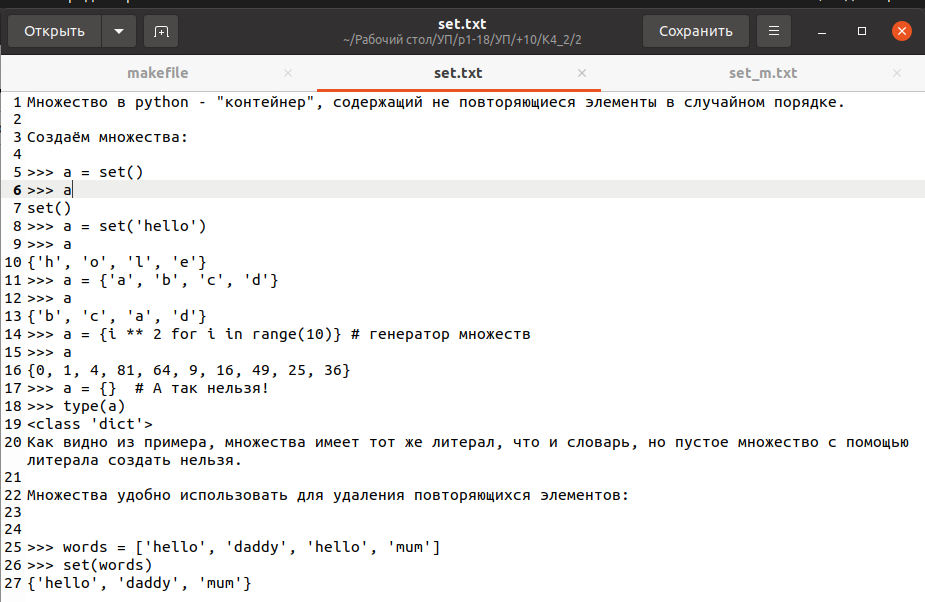 Открыть
set.txt
~/Рабочий стол/УП/р1-18/УП/+10/К4_2/2
Сохранить
makefile
set.txt
set_m.txt
1 Множество в python - "контейнер", содержащий не повторяющиеся элементы в случайном порядке.
2
3 Создаём множества:
4
5 >>> a = set()
6 >>> a
7 set()
8 >>> a = set('hello')
9 >>> a
10 {'h', 'o', 'l', 'e'}
11 >>> a = {'a', 'b', 'c', 'd'}
12 >>> a
13 {'b', 'c', 'a', 'd'}
14 >>> a = {i ** 2 for i in range(10)} # генератор множеств
15 >>> a
16 {0, 1, 4, 81, 64, 9, 16, 49, 25, 36}
17 >>> a = {}  # А так нельзя!
18 >>> type(a)
19 <class 'dict'>
20 Как видно из примера, множества имеет тот же литерал, что и словарь, но пустое множество с помощью
литерала создать нельзя.
21
22 Множества удобно использовать для удаления повторяющихся элементов:
23
24
25 >>> words = ['hello', 'daddy', 'hello', 'mum']
26 >>> set(words)
27 {'hello', 'daddy', 'mum'}